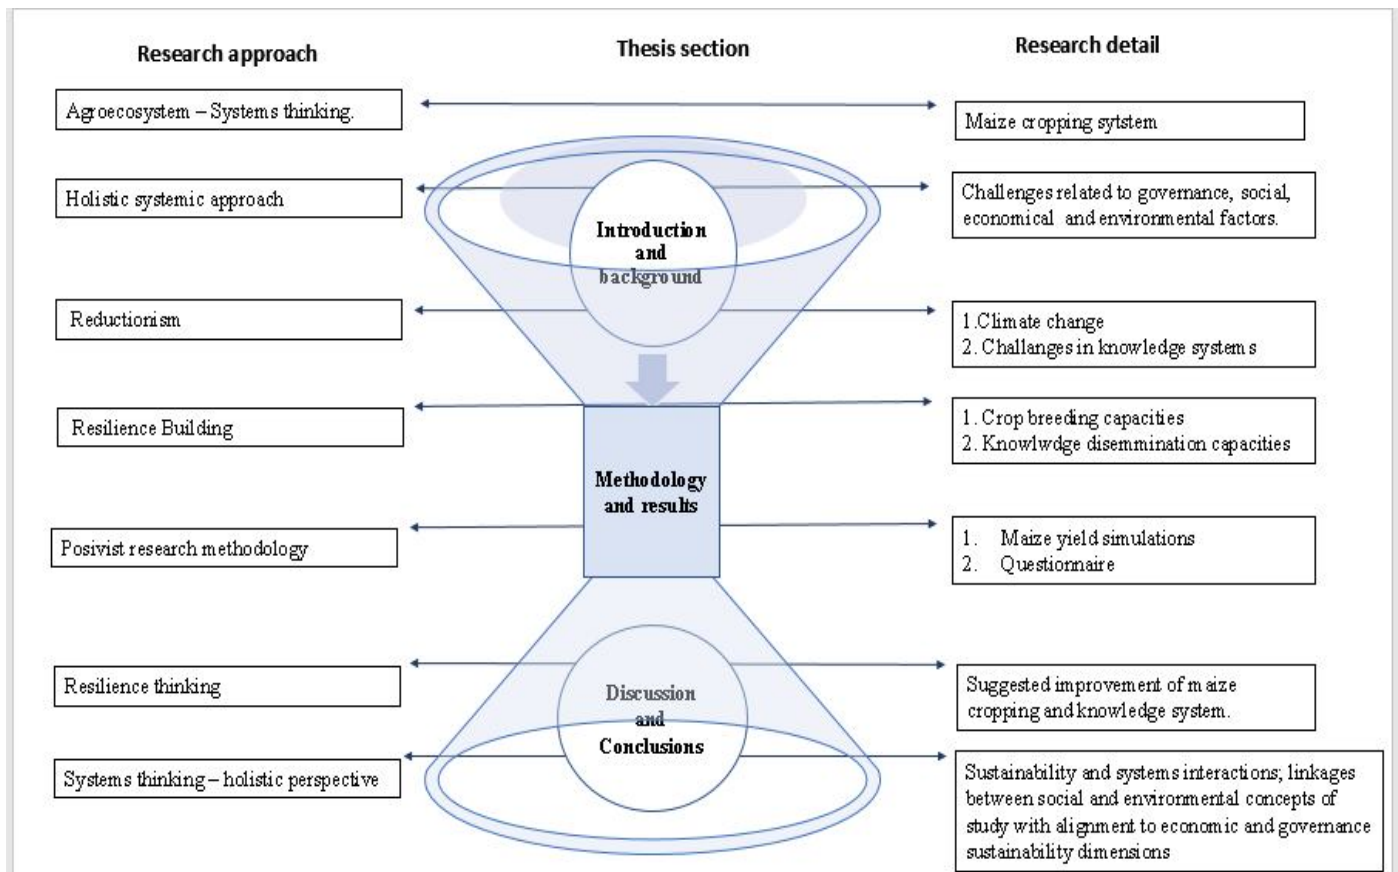 Research approach
Thesis section
Research detail
Agroecosystem – Systems thinking.
Maize cropping sytstem
Holistic systemic approach
Challenges related to governance, social,
economical and environmental factors.
Introduction
and
background
Reductionism
1.Climate change
2. Challanges in knowledge systems
Resilience Building
1. Crop breeding capacities
2. Knowlwdge disemmination capacities
Methodology
and results
Posivist research methodology
1. Maize yield simulations
2. Questionnaire
Resilience thinking
Discussion
and
Conclusions
Suggested improvement of maize
cropping and knowledge system.
Systems thinking – holistic perspective
Sustainability and systems interactions; linkages
between social and environmental concepts of
study with alignment to economic and governance
sustainability dimensions